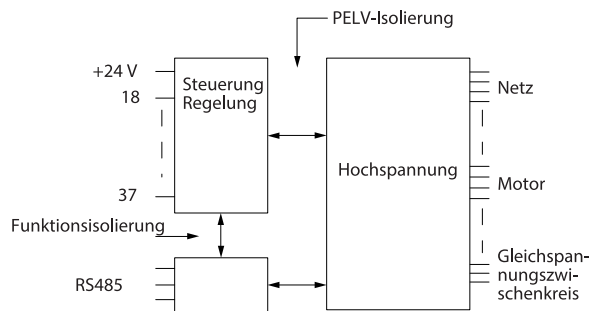 PELV-Isolierung
+24 V
18
37
Steuerung
Regelung
Hochspannung
Netz
Motor
Funktionsisolierung
RS485
Gleichspan-
nungszwi-
schenkreis